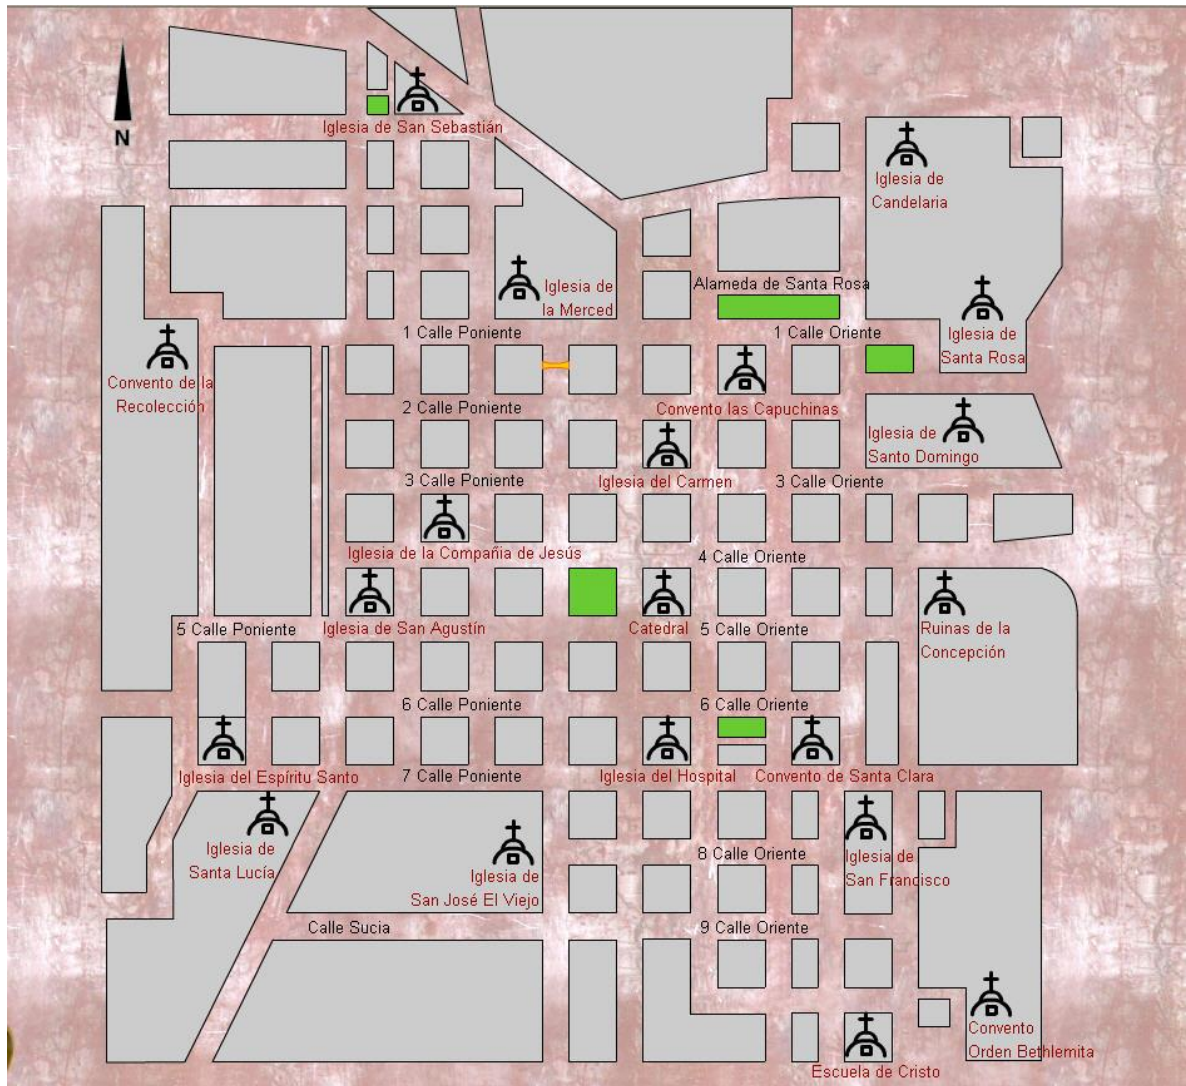 N
Iglesia de San Sebastián
Iglesia de
Candelaria
Alameda de Santa Rosa
Iglesia de
la Merced
1 Calle Poniente
1 Calle Oriente
Iglesia de
Santa Rosa
Convento de la
Recolección
2 Calle Poniente
Convento las Capuchinas
Iglesia de
Santo Domingo
3 Calle Poniente
Iglesia del Carmen
3 Calle Oriente
Iglesia de la Compañia de Jesús
4 Calle Oriente
5 Calle Poniente
Iglesia de San Agustín
Catedral
5 Calle Oriente
Ruinas de la
Concepción
6 Calle Poniente
6 Calle Oriente
Iglesia del Espíritu Santo
7 Calle Poniente
Iglesia del Hospital
Convento de Santa Clara
Iglesia de
Santa Lucía
Iglesia de
San José El Viejo
8 Calle Oriente
Iglesia de
San Francisco
Calle Sucia
9 Calle Oriente
Convento
Orden Bethlemita
Escuela de Cristo